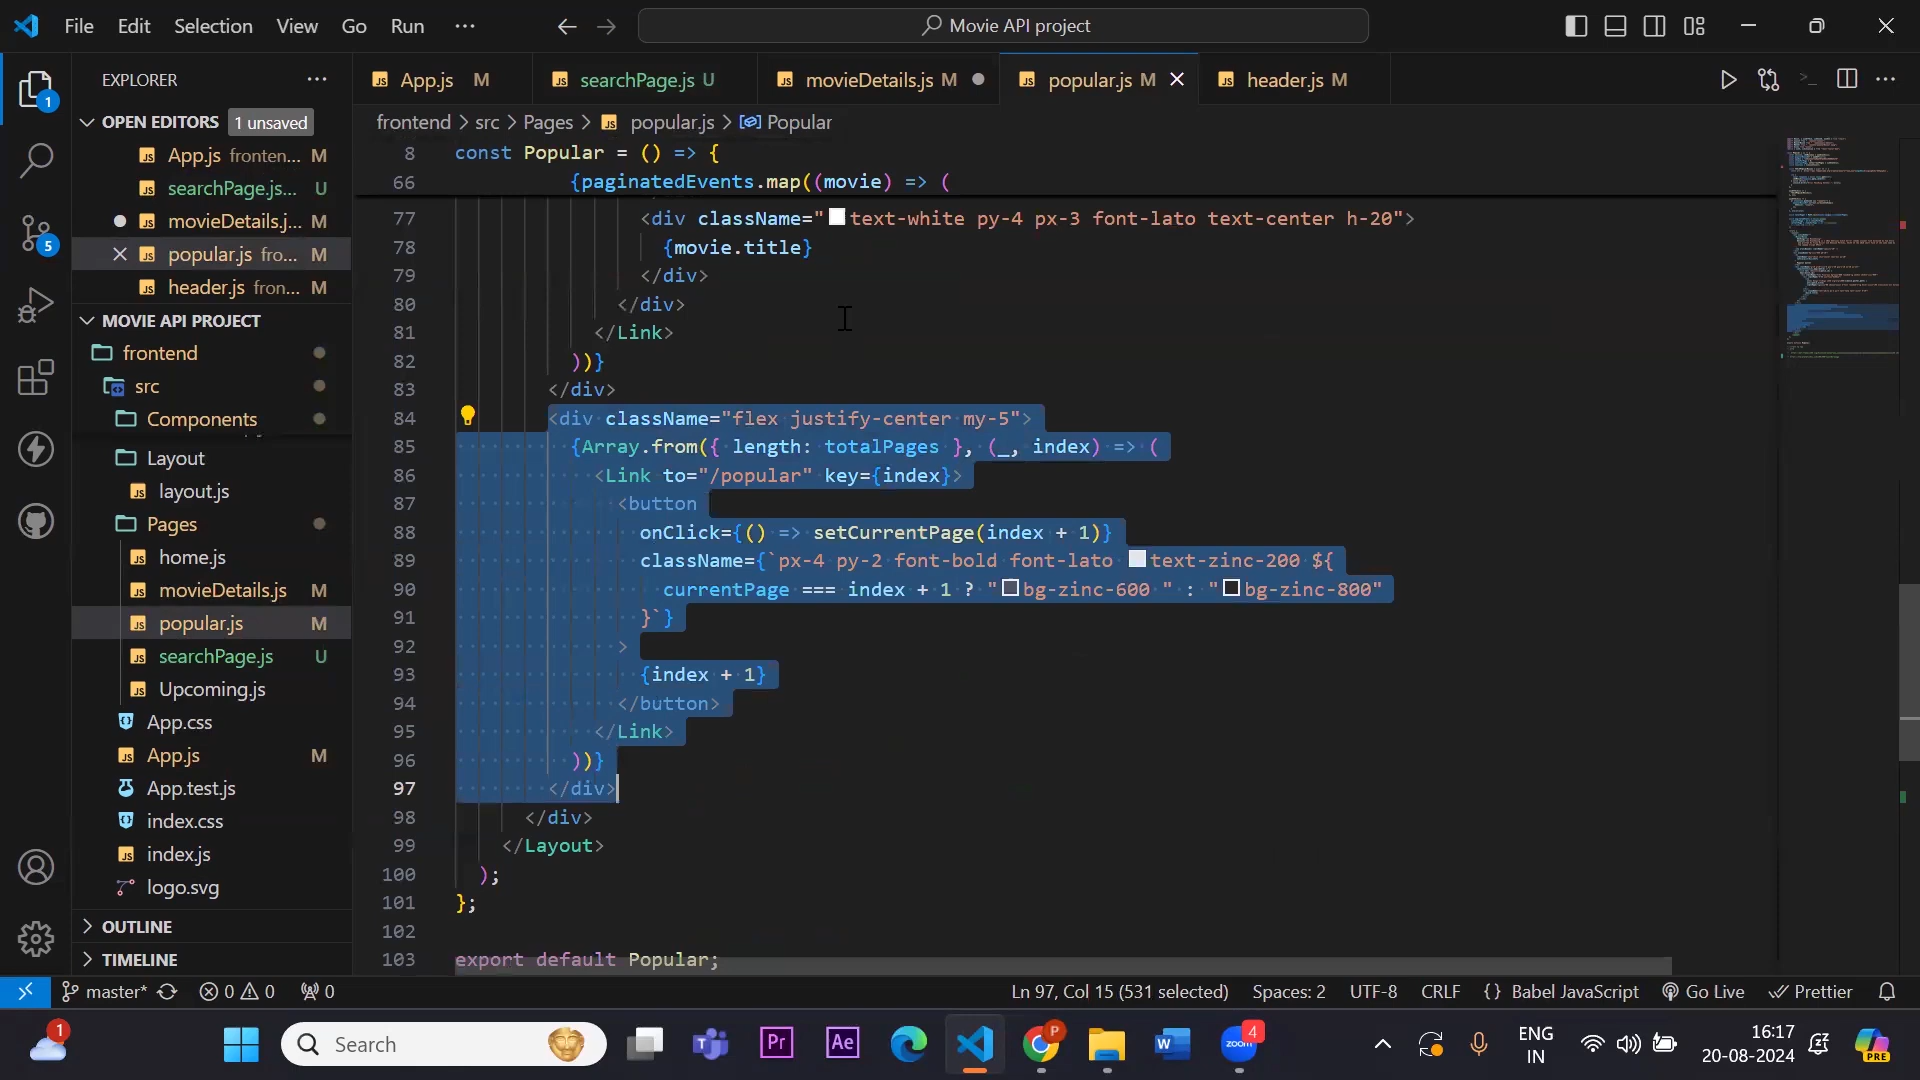 File Edit Selection View Go Run ···
Movie API project
EXPLORER ···
App.js M
searchPage.js U
movieDetails.js M
popular.js M
header.js M
OPEN EDITORS 1 unsaved
App.js fronten... M
searchPage.js... U
movieDetails.j... M
popular.js fro... M
header.js fron... M
MOVIE API PROJECT
frontend
src
Components
Layout
layout.js
Pages
home.js
movieDetails.js M
popular.js M
searchPage.js U
Upcoming.js
App.css
App.js M
App.test.js
index.css
index.js
logo.svg
OUTLINE
TIMELINE
1
5
frontend > src > Pages > popular.js > Popular
8 const Popular = () => {
66 {paginatedEvents.map((movie) => (
77 <div className="text-white py-4 px-3 font-lato text-center h-20">
78 {movie.title}
79 </div>
80 </div>
81 </Link>
82 ))}
83 </div>
84 <div className="flex justify-center my-5">
85 {Array.from({ length: totalPages }, (_, index) => (
86 <Link to="/popular" key={index}>
87 <button
88 onClick={() => setCurrentPage(index + 1)}
89 className={`px-4 py-2 font-bold font-lato text-zinc-200 ${
90 currentPage === index + 1 ? "bg-zinc-600 " : "bg-zinc-800"
91 }`}
92 >
93 {index + 1}
94 </button>
95 </Link>
96 ))}
97 </div>
98 </div>
99 </Layout>
100 );
101 };
102
103 export default Popular;
master* 0 0 0
Ln 97, Col 15 (531 selected) Spaces: 2 UTF-8 CRLF {} Babel JavaScript Go Live Prettier
1
Search
Pr
Ae
P
W
zoom
4
ENG
IN
16:17
20-08-2024
PRE